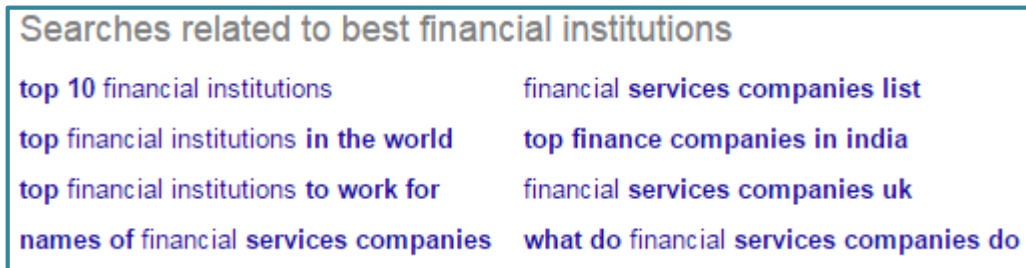 Searches related to best financial institutions
top 10 financial institutions
top financial institutions in the world
top financial institutions to work for
names of financial services companies
financial services companies list
top finance companies in india
financial services companies uk
what do financial services companies do